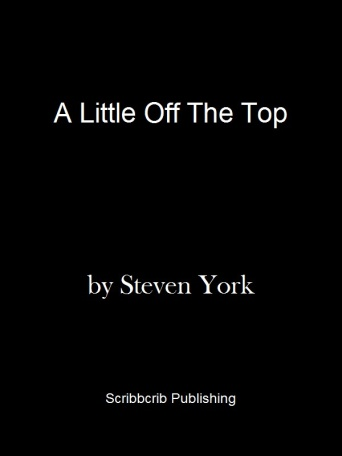 A Little Off The Top
by Steven York
Scribbcrib Publishing